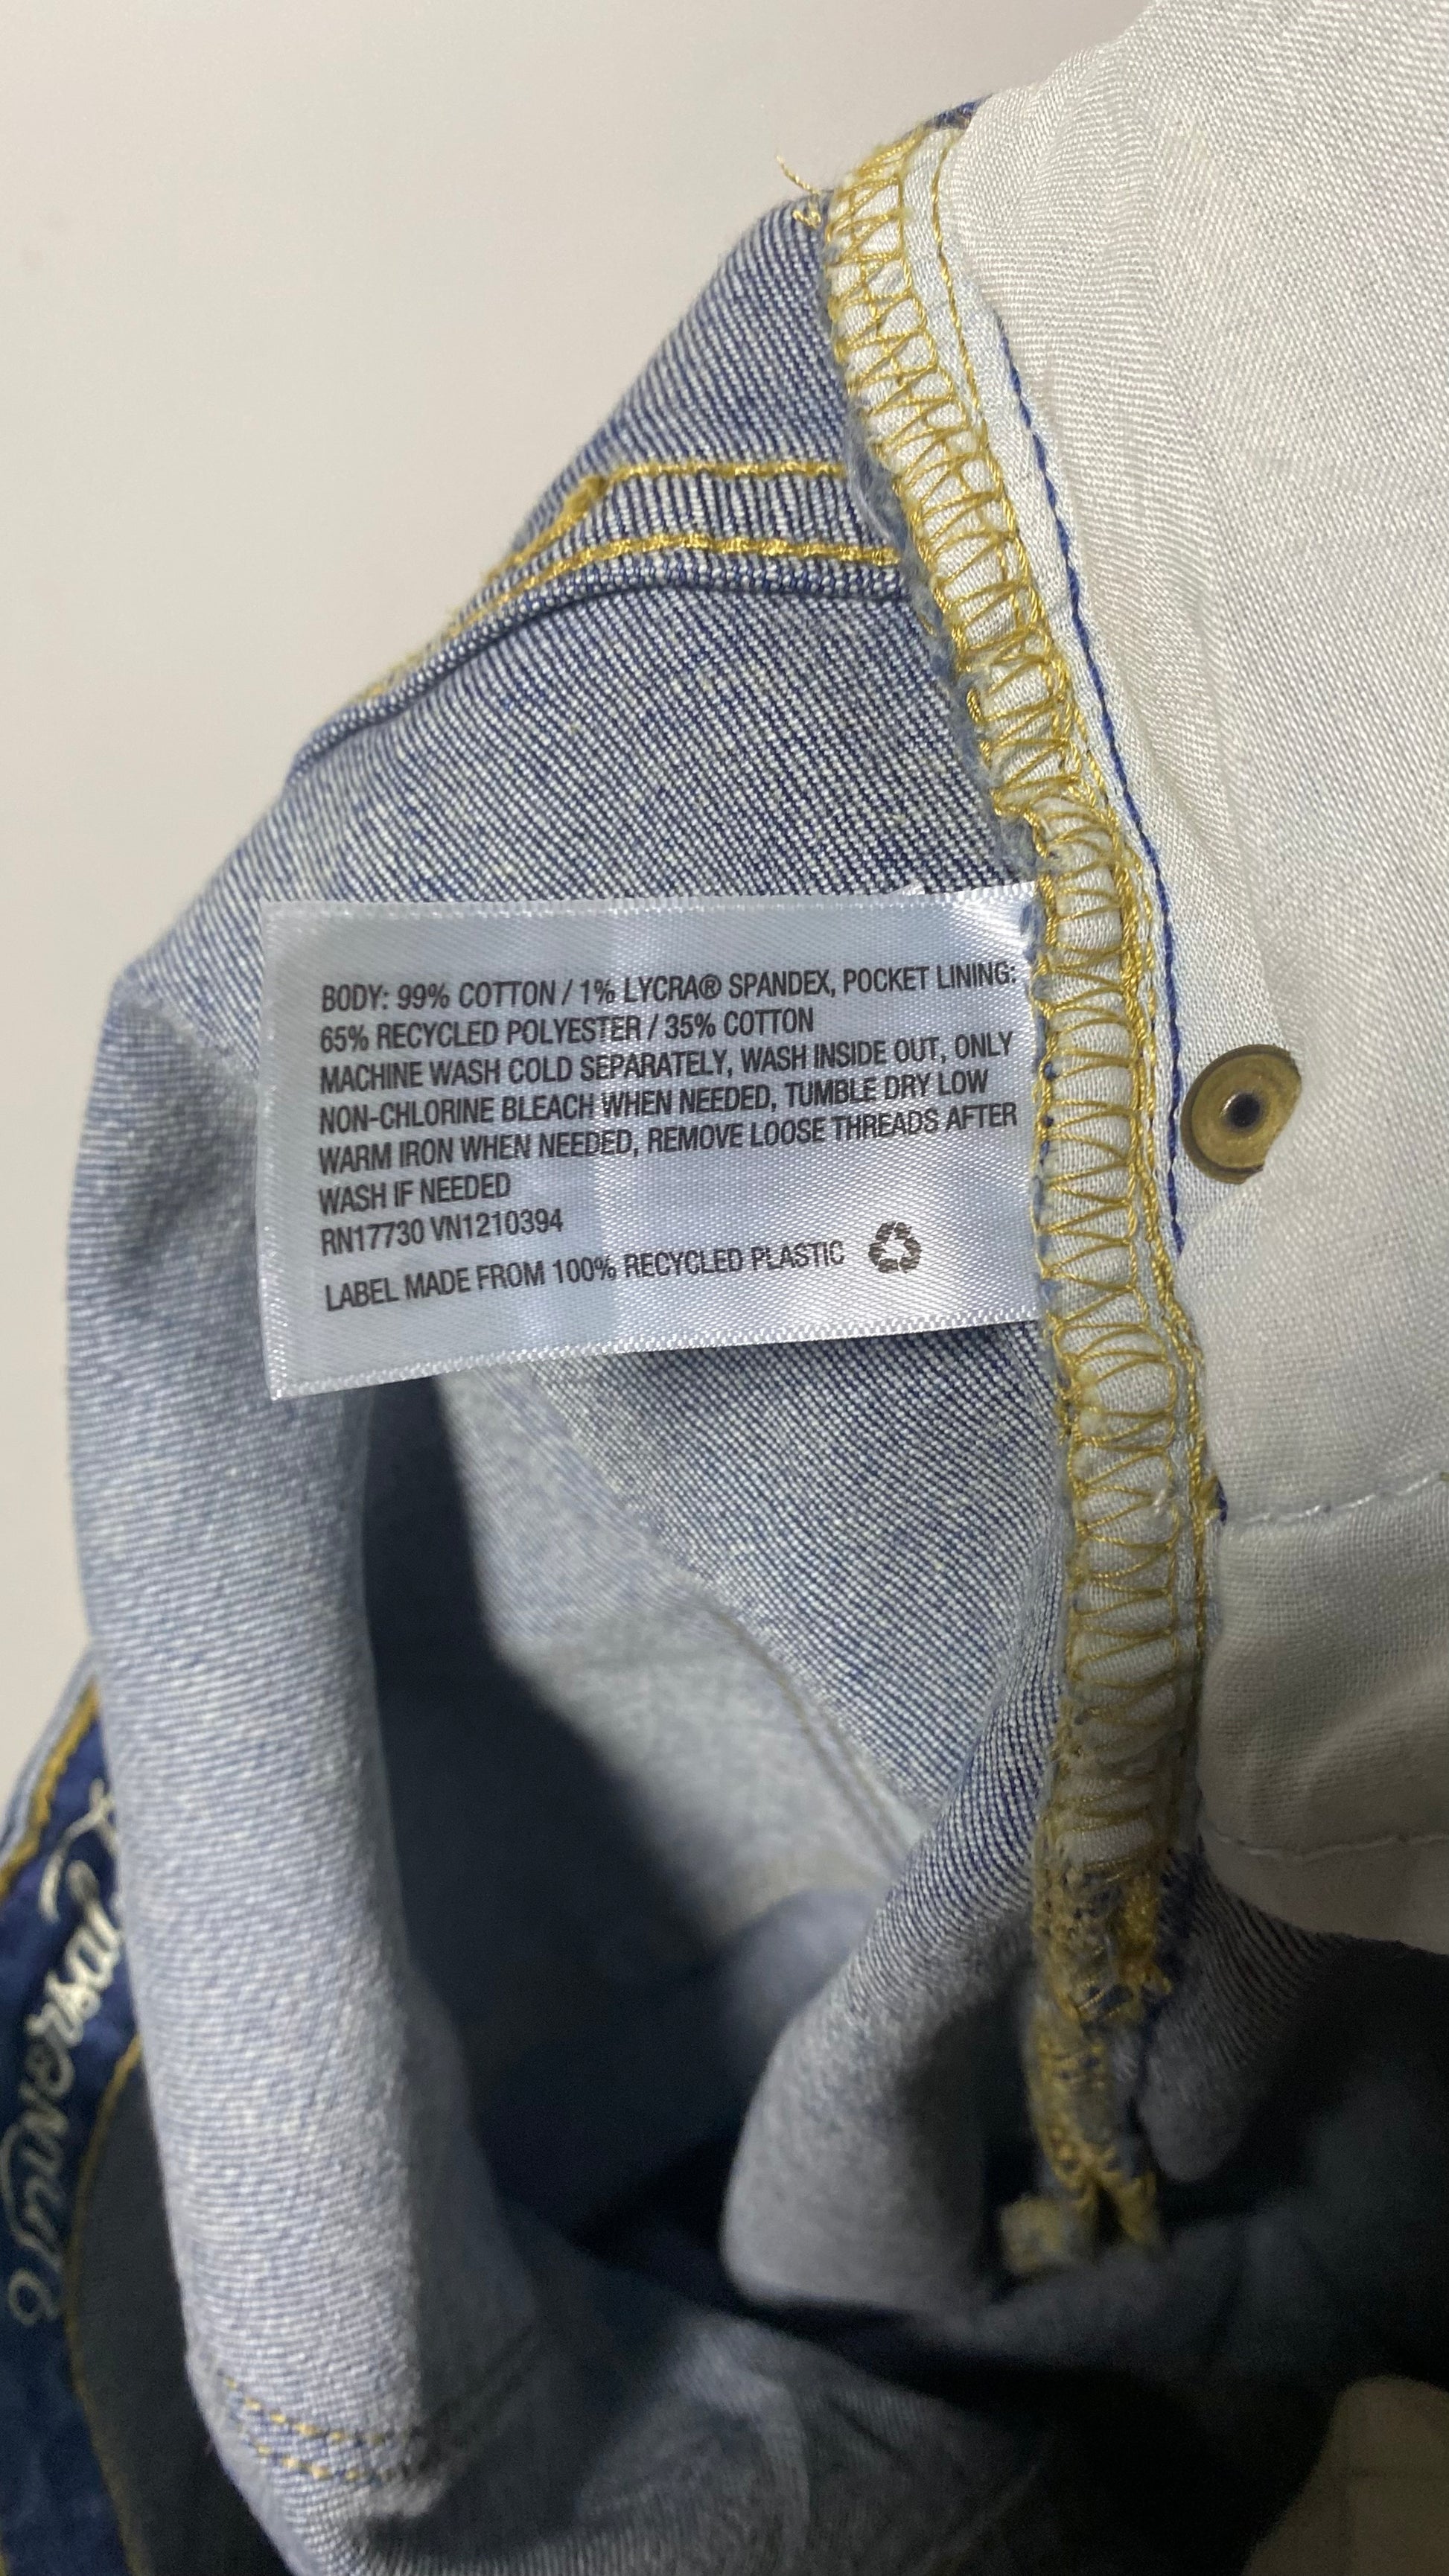 BODY: 99% COTTON / 1% LYCRA® SPANDEX, POCKET LINING:
65% RECYCLED POLYESTER / 35% COTTON
MACHINE WASH COLD SEPARATELY, WASH INSIDE OUT, ONLY
NON-CHLORINE BLEACH WHEN NEEDED, TUMBLE DRY LOW
WARM IRON WHEN NEEDED, REMOVE LOOSE THREADS AFTER
WASH IF NEEDED
RN17730 VN1210394
LABEL MADE FROM 100% RECYCLED PLASTIC